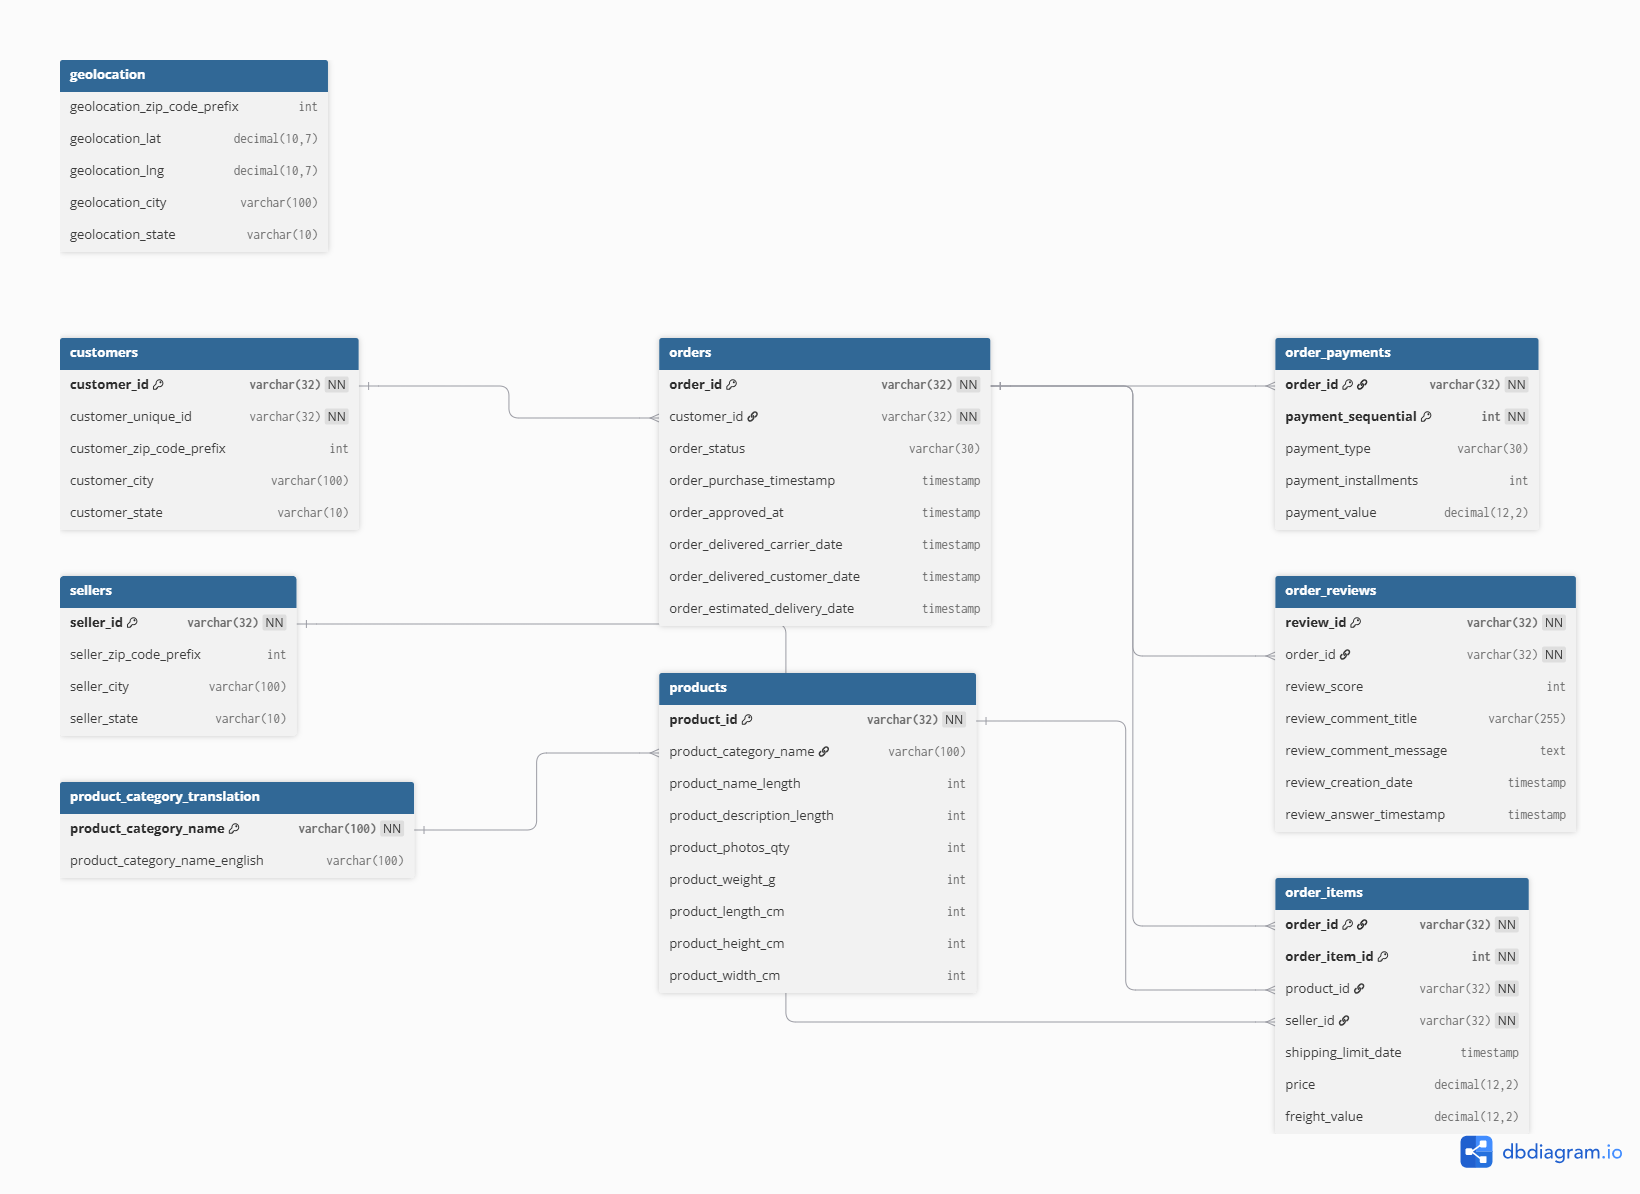 geolocation
geolocation_zip_code_prefix int
geolocation_lat decimal(10,7)
geolocation_lng decimal(10,7)
geolocation_city varchar(100)
geolocation_state varchar(10)
customers
customer_id varchar(32) NN
customer_unique_id varchar(32) NN
customer_zip_code_prefix int
customer_city varchar(100)
customer_state varchar(10)
sellers
seller_id varchar(32) NN
seller_zip_code_prefix int
seller_city varchar(100)
seller_state varchar(10)
product_category_translation
product_category_name varchar(100) NN
product_category_name_english varchar(100)
orders
order_id varchar(32) NN
customer_id varchar(32) NN
order_status varchar(30)
order_purchase_timestamp timestamp
order_approved_at timestamp
order_delivered_carrier_date timestamp
order_delivered_customer_date timestamp
order_estimated_delivery_date timestamp
products
product_id varchar(32) NN
product_category_name varchar(100)
product_name_length int
product_description_length int
product_photos_qty int
product_weight_g int
product_length_cm int
product_height_cm int
product_width_cm int
order_payments
order_id varchar(32) NN
payment_sequential int NN
payment_type varchar(30)
payment_installments int
payment_value decimal(12,2)
order_reviews
review_id varchar(32) NN
order_id varchar(32) NN
review_score int
review_comment_title varchar(255)
review_comment_message text
review_creation_date timestamp
review_answer_timestamp timestamp
order_items
order_id varchar(32) NN
order_item_id int NN
product_id varchar(32) NN
seller_id varchar(32) NN
shipping_limit_date timestamp
price decimal(12,2)
freight_value decimal(12,2)
dbdiagram.io